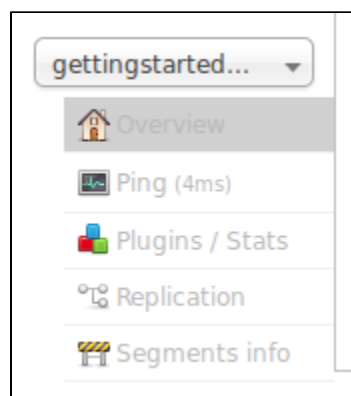 gettingstarted...
Overview
Ping (4ms)
Plugins / Stats
Replication
Segments info